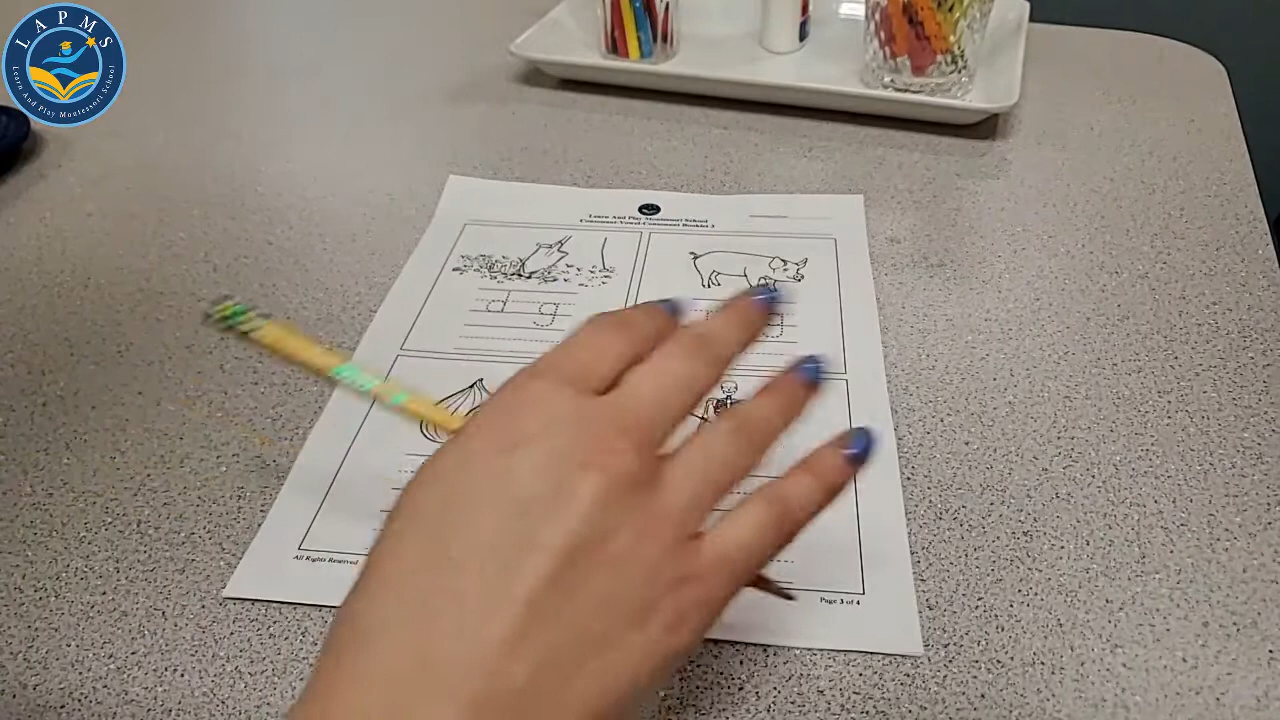 LAPMS
Learn And Play Montessori School
Learn And Play Montessori School
Consonant-Vowel-Consonant Booklet 3
d g
g
All Rights Reserved
Page 3 of 4